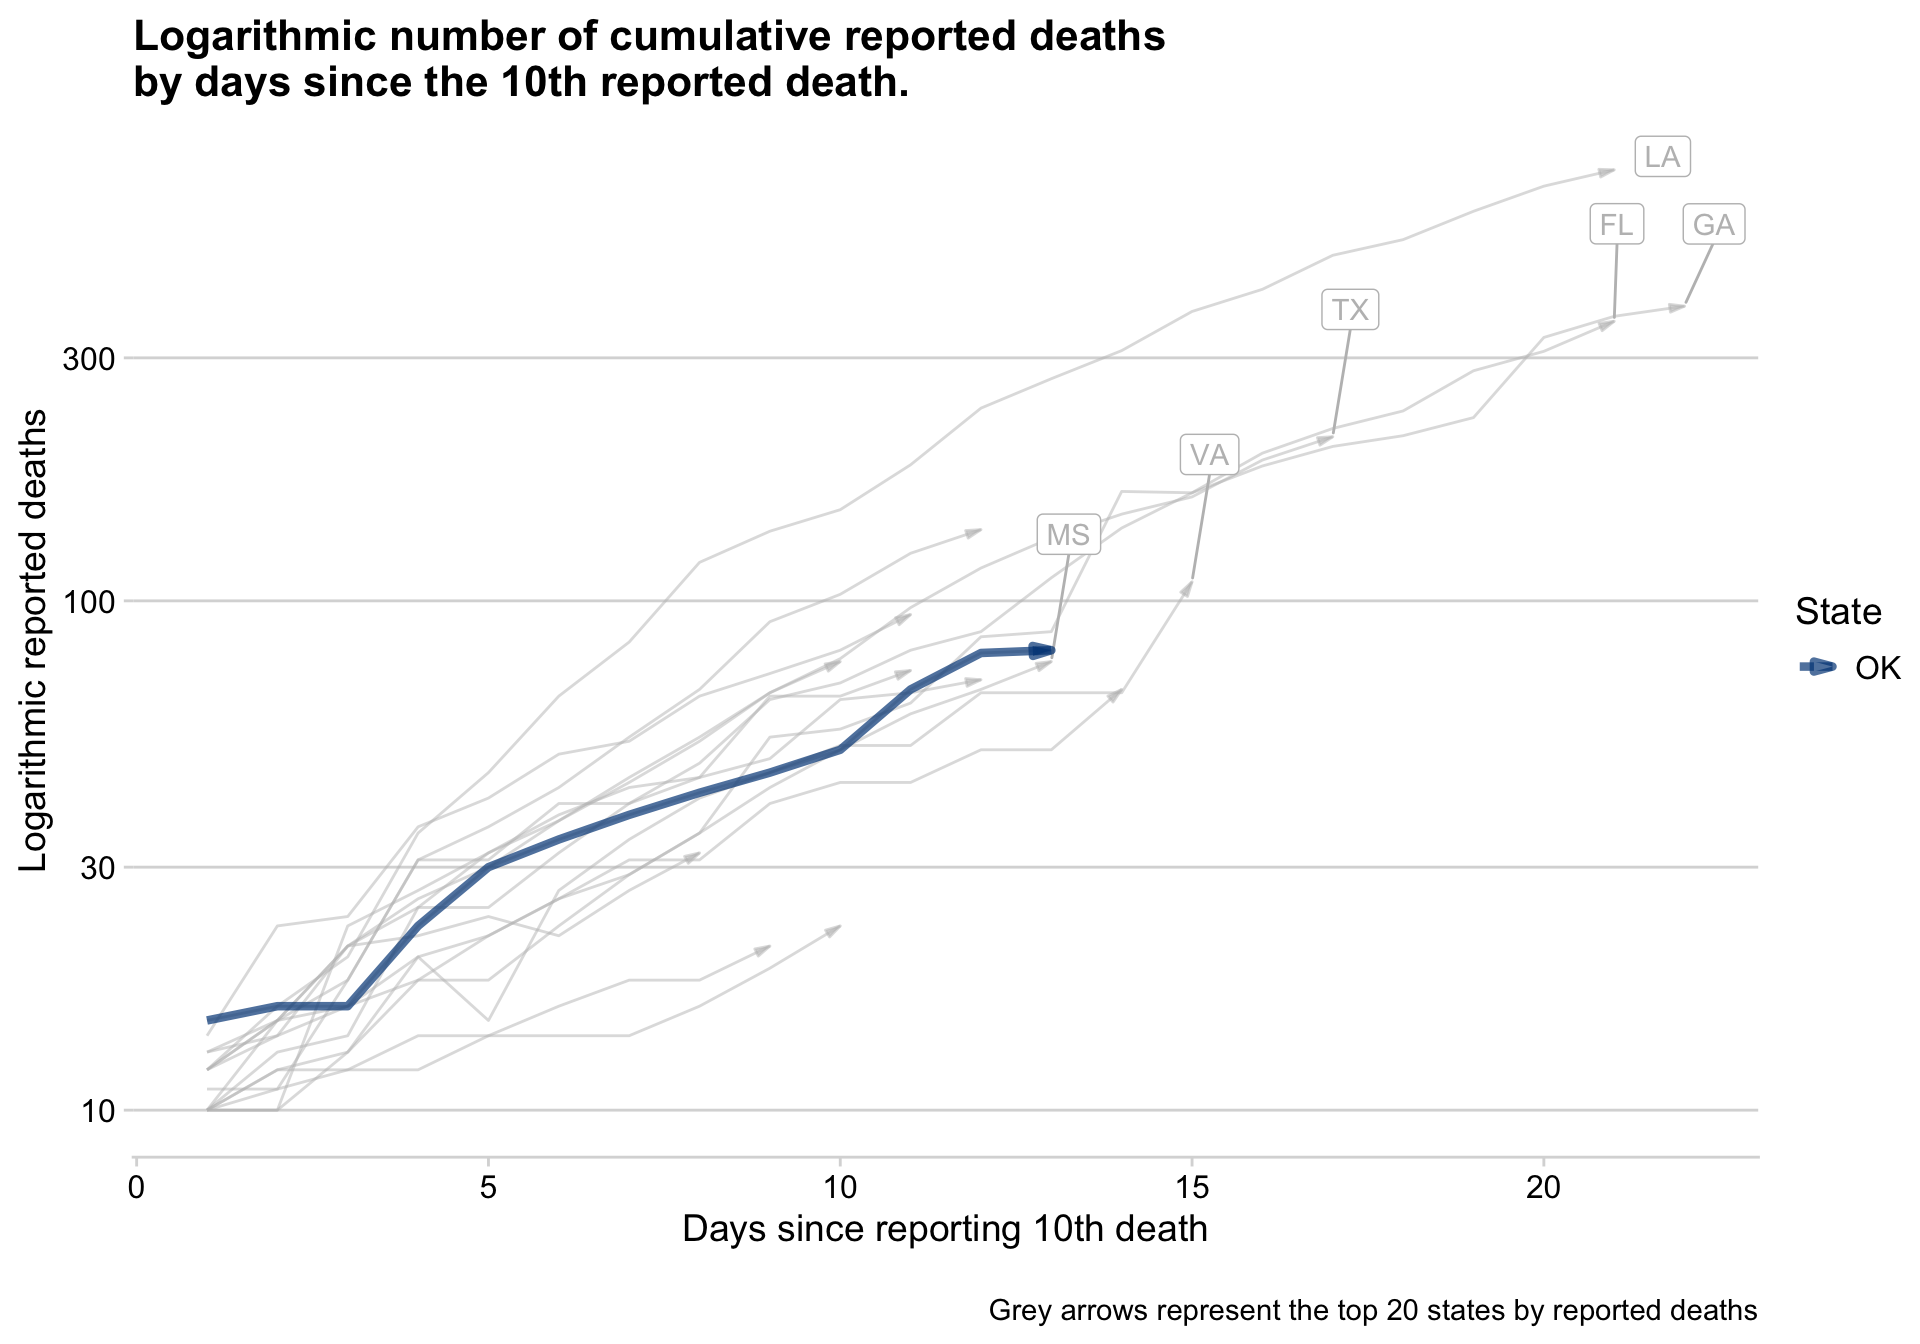 Logarithmic number of cumulative reported deaths
by days since the 10th reported death.
LA
FL
GA
TX
VA
MS
300
100
30
10
Logarithmic reported deaths
0
5
10
15
20
Days since reporting 10th death
State
OK
Grey arrows represent the top 20 states by reported deaths